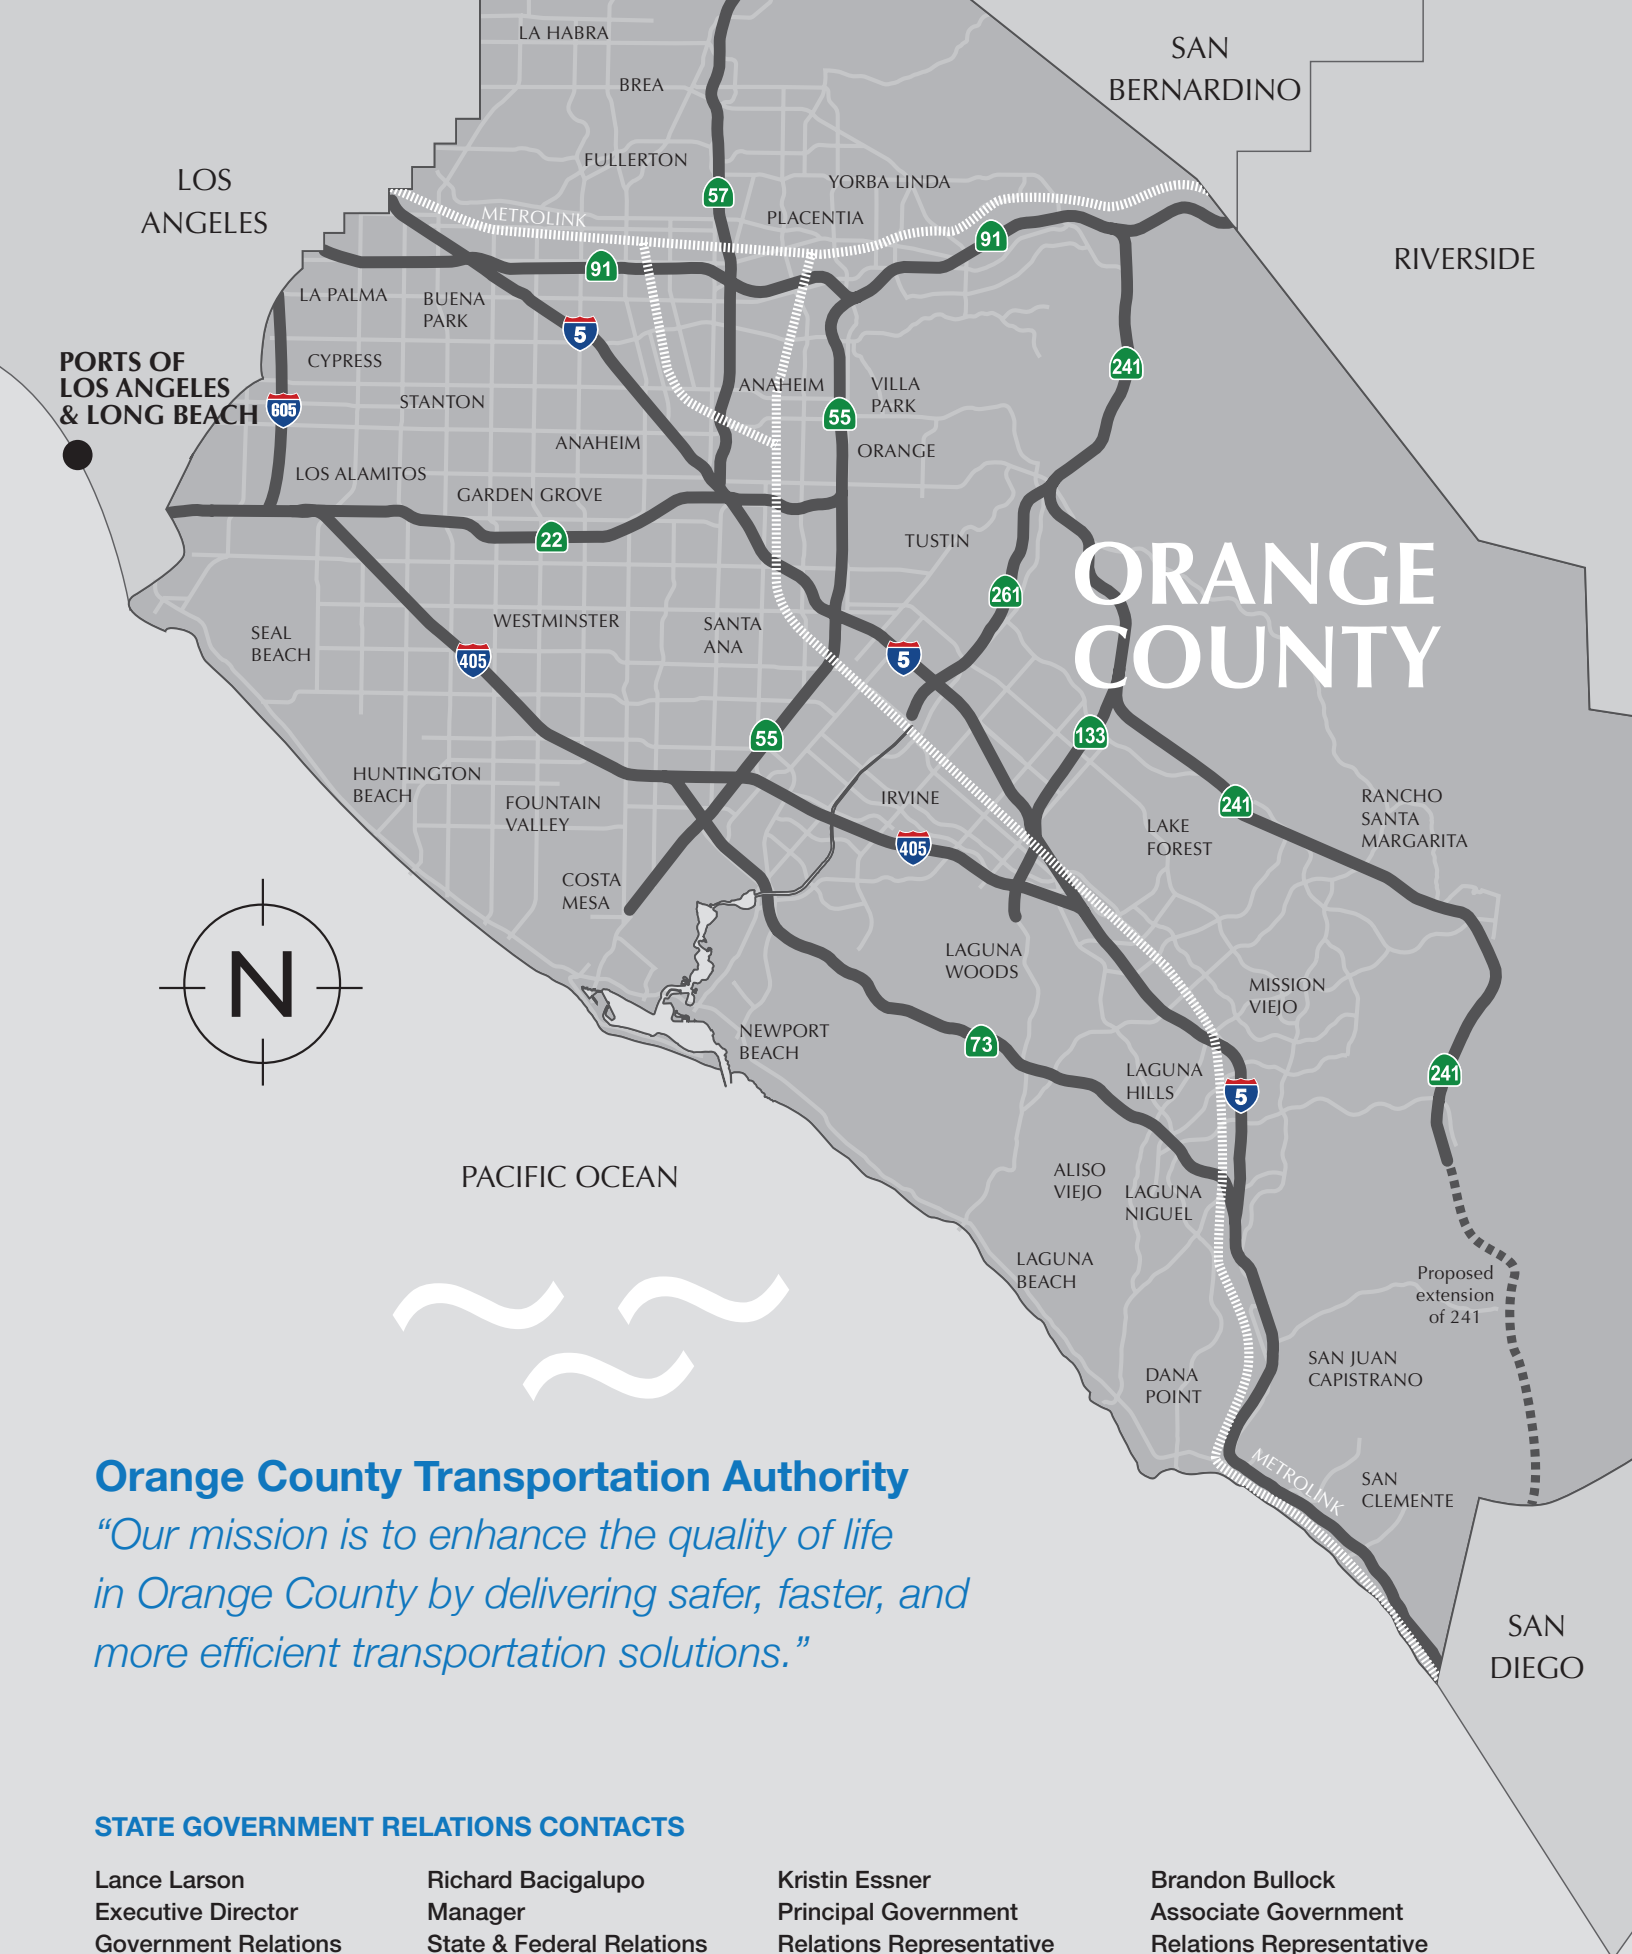 LA HABRA
SAN
BERNARDINO
BREA
FULLERTON
LOS
ANGELES
YORBA LINDA
57
METROLINK
PLACENTIA
91
91
RIVERSIDE
LA PALMA
BUENA
PARK
5
PORTS OF
LOS ANGELES
& LONG BEACH
CYPRESS
241
605
STANTON
ANAHEIM
VILLA
PARK
55
ANAHEIM
ORANGE
LOS ALAMITOS
GARDEN GROVE
22
TUSTIN
ORANGE
COUNTY
261
SEAL
BEACH
WESTMINSTER
SANTA
ANA
405
5
55
133
HUNTINGTON
BEACH
FOUNTAIN
VALLEY
IRVINE
241
RANCHO
SANTA
MARGARITA
LAKE
FOREST
405
COSTA
MESA
N
LAGUNA
WOODS
MISSION
VIEJO
NEWPORT
BEACH
73
LAGUNA
HILLS
241
5
PACIFIC OCEAN
ALISO
VIEJO
LAGUNA
NIGUEL
LAGUNA
BEACH
Proposed
extension
of 241
SAN JUAN
CAPISTRANO
DANA
POINT
METROLINK
SAN
CLEMENTE
Orange County Transportation Authority
“Our mission is to enhance the quality of life
in Orange County by delivering safer, faster, and
more efficient transportation solutions.”
SAN
DIEGO
STATE GOVERNMENT RELATIONS CONTACTS
Lance Larson
Executive Director
Government Relations
Richard Bacigalupo
Manager
State & Federal Relations
Kristin Essner
Principal Government
Relations Representative
Brandon Bullock
Associate Government
Relations Representative